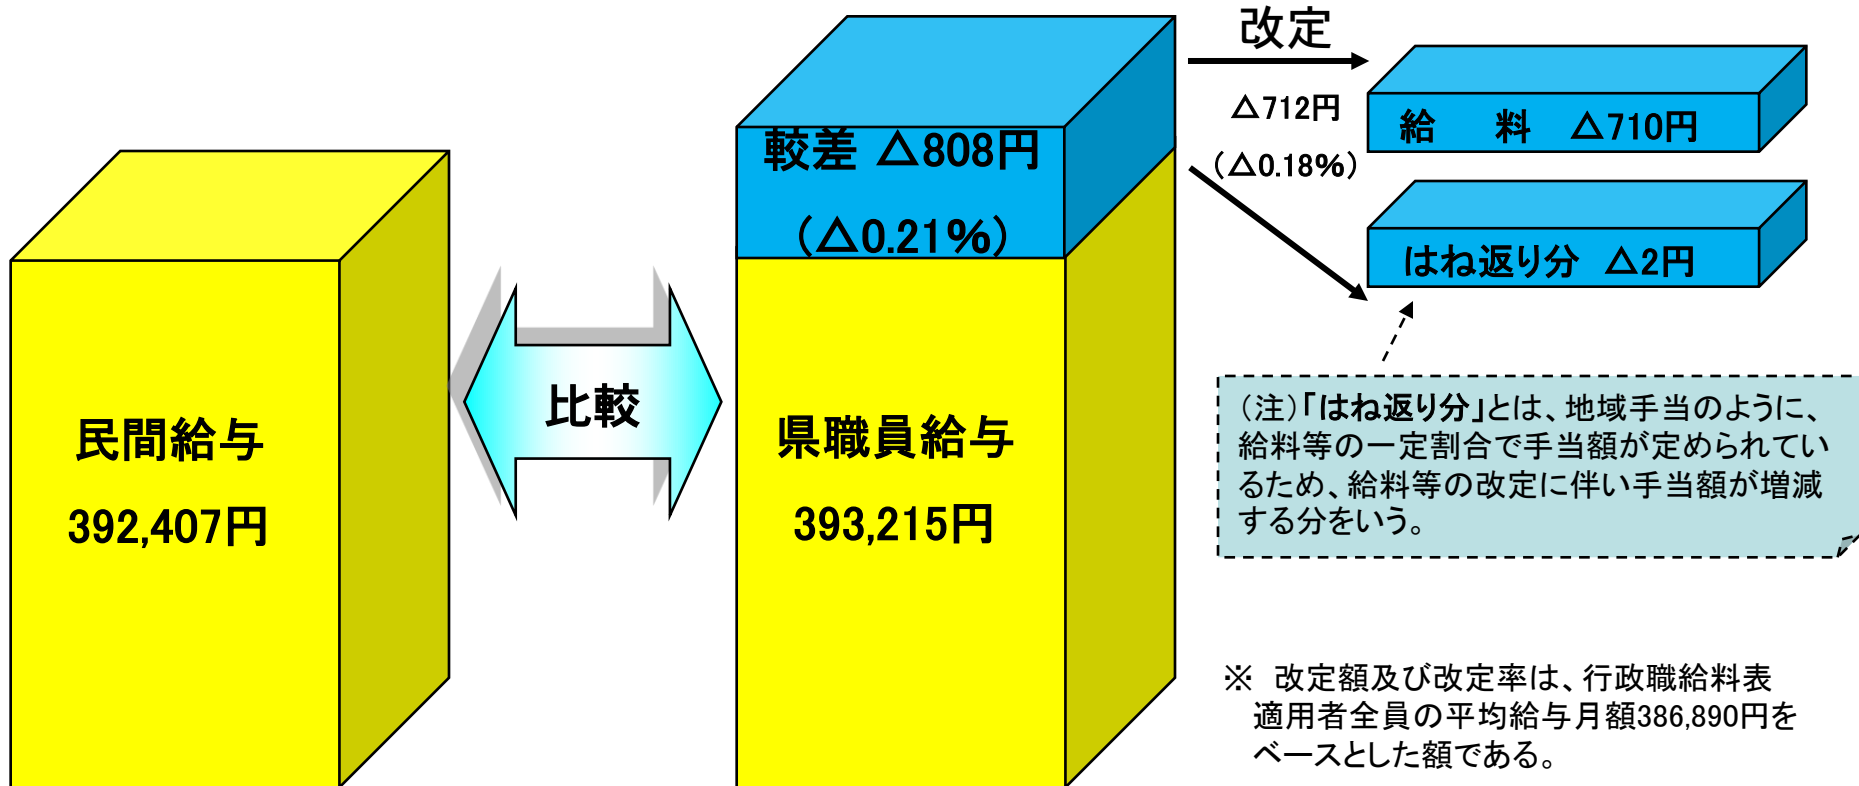 民間給与
392,407円
比較
較差 △808円
(△0.21%)
県職員給与
393,215円
改定
△712円
(△0.18%)
給　料　△710円
はね返り分　△2円
(注)「はね返り分」とは、地域手当のように、
給料等の一定割合で手当額が定められてい
るため、給料等の改定に伴い手当額が増減
する分をいう。
※　改定額及び改定率は、行政職給料表
適用者全員の平均給与月額386,890円を
ベースとした額である。